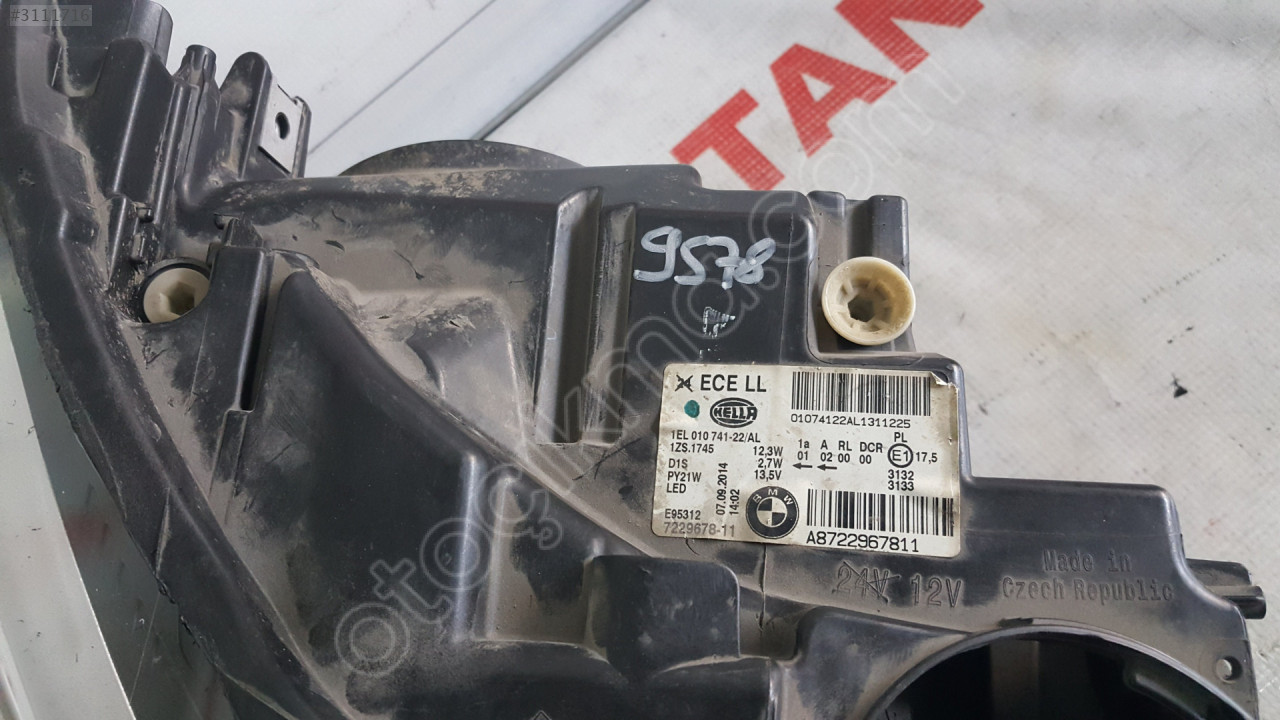 #3111716
TAN
otoçıkma.com
9578
ECE LL
HELLA
01074122AL1311225
1EL 010 741-22/AL
1ZS.1745
12,3W
1a A RL DCR PL
01 02 00 00 E1 17,5
D1S
2,7W
PY21W
13,5V
3132
LED
3133
07.09.2014
14:02
BMW
E95312
7229678-11
A8722967811
24V 12V
Made in
Czech Republic